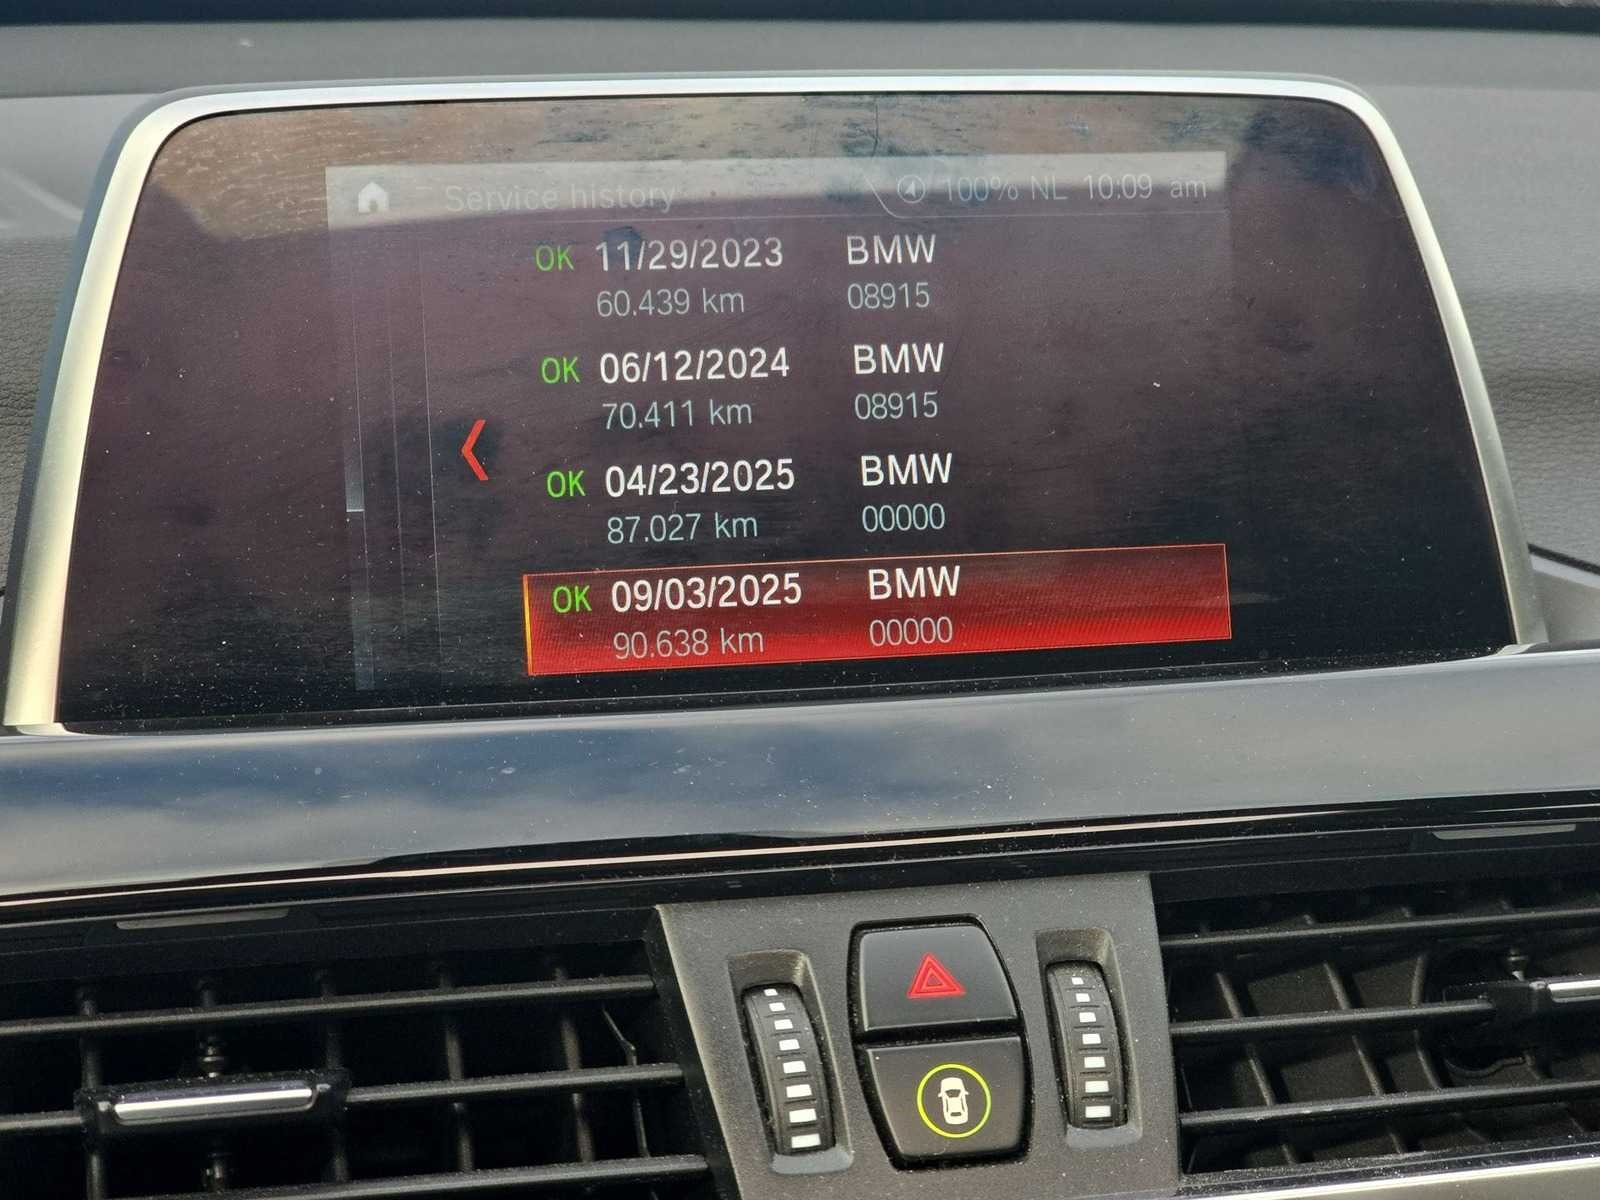 Service history 100% NL 10:09 am
OK 11/29/2023 BMW
60.439 km 08915
OK 06/12/2024 BMW
70.411 km 08915
OK 04/23/2025 BMW
87.027 km 00000
OK 09/03/2025 BMW
90.638 km 00000